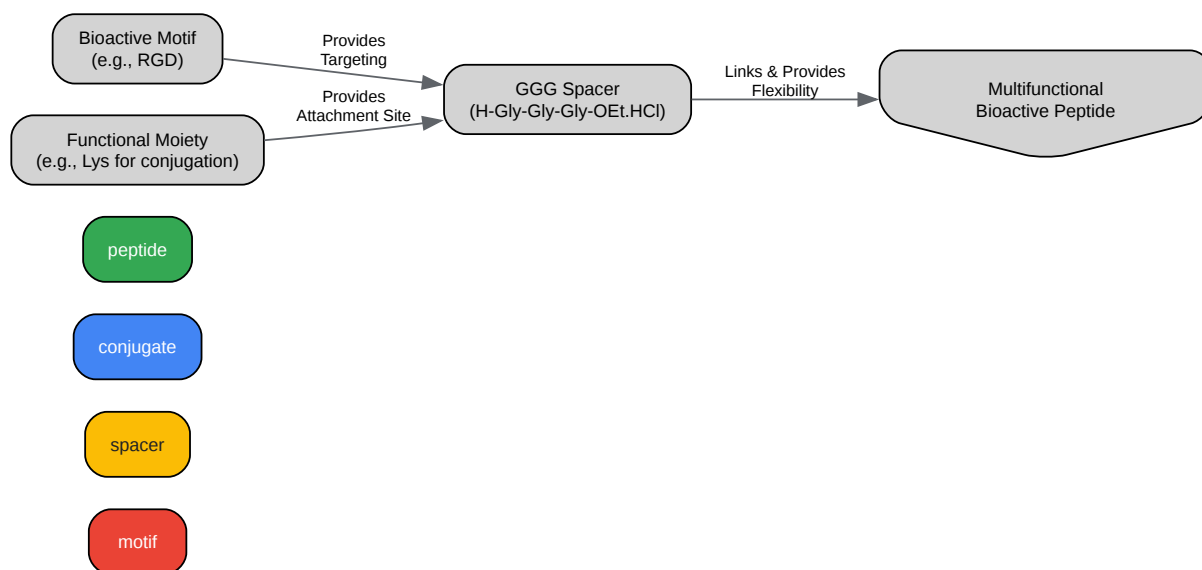 Bioactive Motif
(e.g., RGD)
Provides
Targeting
Functional Moiety
(e.g., Lys for conjugation)
Provides
Attachment Site
GGG Spacer
(H-Gly-Gly-Gly-OEt.HCl)
Links & Provides
Flexibility
Multifunctional
Bioactive Peptide
peptide
conjugate
spacer
motif